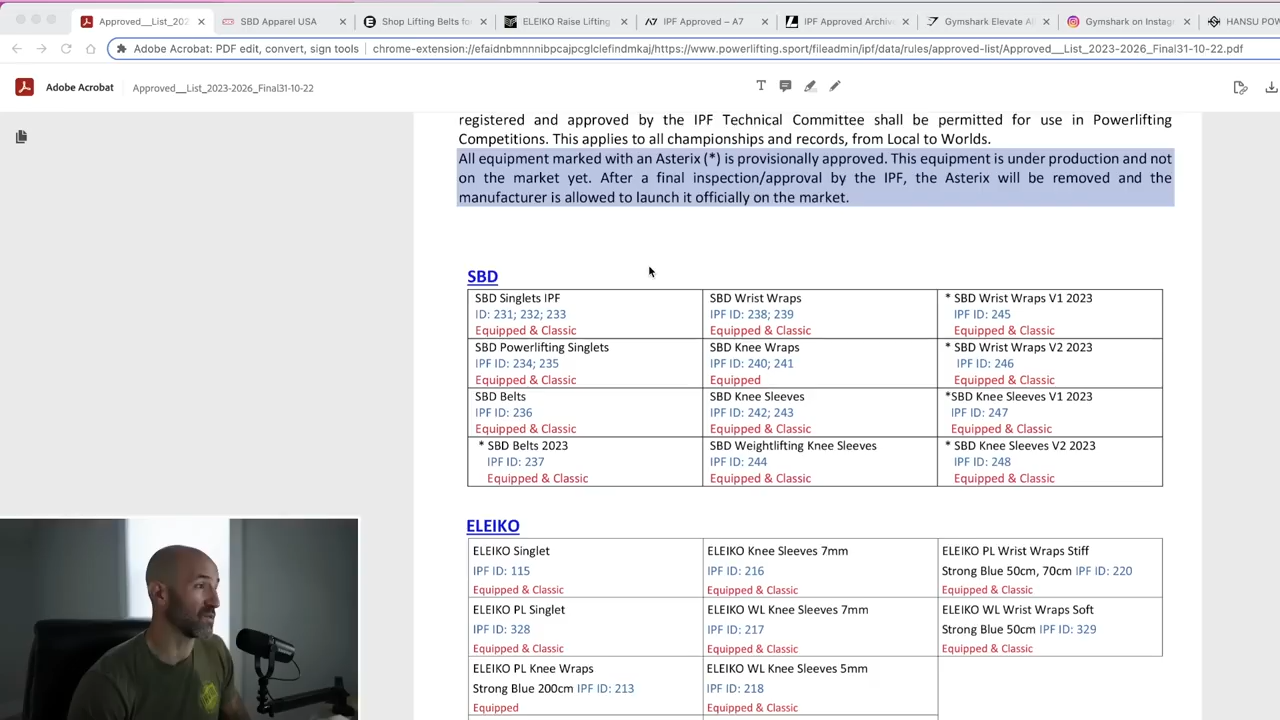 Approved__List_202
SBD Apparel USA
Shop Lifting Belts for
ELEIKO Raise Lifting
IPF Approved – A7
IPF Approved Archiv
Gymshark Elevate Al
Gymshark on Instag
HANSU POW
Adobe Acrobat: PDF edit, convert, sign tools
chrome-extension://efaidnbmnnnibpcajpcglclefindmkaj/https://www.powerlifting.sport/fileadmin/ipf/data/rules/approved-list/Approved__List_2023-2026_Final31-10-22.pdf
Adobe Acrobat
Approved__List_2023-2026_Final31-10-22
registered and approved by the IPF Technical Committee shall be permitted for use in Powerlifting
Competitions. This applies to all championships and records, from Local to Worlds.
All equipment marked with an Asterix (*) is provisionally approved. This equipment is under production and not
on the market yet. After a final inspection/approval by the IPF, the Asterix will be removed and the
manufacturer is allowed to launch it officially on the market.
SBD
SBD Singlets IPF
ID: 231; 232; 233
Equipped & Classic
SBD Wrist Wraps
IPF ID: 238; 239
Equipped & Classic
* SBD Wrist Wraps V1 2023
IPF ID: 245
Equipped & Classic
SBD Powerlifting Singlets
IPF ID: 234; 235
Equipped & Classic
SBD Knee Wraps
IPF ID: 240; 241
Equipped
* SBD Wrist Wraps V2 2023
IPF ID: 246
Equipped & Classic
SBD Belts
IPF ID: 236
Equipped & Classic
SBD Knee Sleeves
IPF ID: 242; 243
Equipped & Classic
*SBD Knee Sleeves V1 2023
IPF ID: 247
Equipped & Classic
* SBD Belts 2023
IPF ID: 237
Equipped & Classic
SBD Weightlifting Knee Sleeves
IPF ID: 244
Equipped & Classic
* SBD Knee Sleeves V2 2023
IPF ID: 248
Equipped & Classic
ELEIKO
ELEIKO Singlet
IPF ID: 115
Equipped & Classic
ELEIKO Knee Sleeves 7mm
IPF ID: 216
Equipped & Classic
ELEIKO PL Wrist Wraps Stiff
Strong Blue 50cm, 70cm IPF ID: 220
Equipped & Classic
ELEIKO PL Singlet
IPF ID: 328
Equipped & Classic
ELEIKO WL Knee Sleeves 7mm
IPF ID: 217
Equipped & Classic
ELEIKO WL Wrist Wraps Soft
Strong Blue 50cm IPF ID: 329
Equipped & Classic
ELEIKO PL Knee Wraps
Strong Blue 200cm IPF ID: 213
Equipped
ELEIKO WL Knee Sleeves 5mm
IPF ID: 218
Equipped & Classic